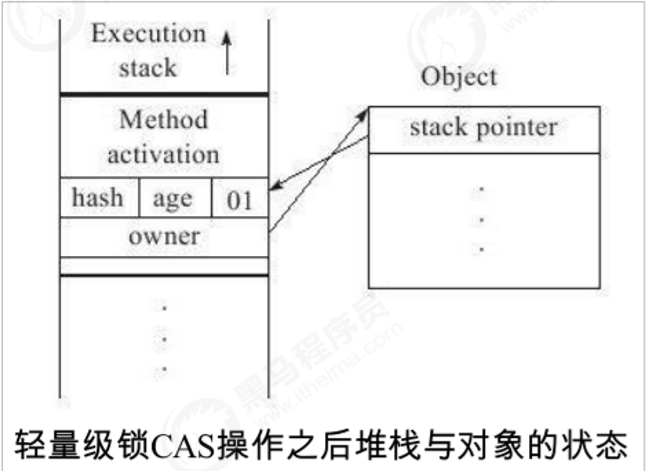 Execution
stack
Method
activation
hash age 01
owner
Object
stack pointer
黑马程序员
www.itheima.com
轻量级锁CAS操作之后堆栈与对象的状态